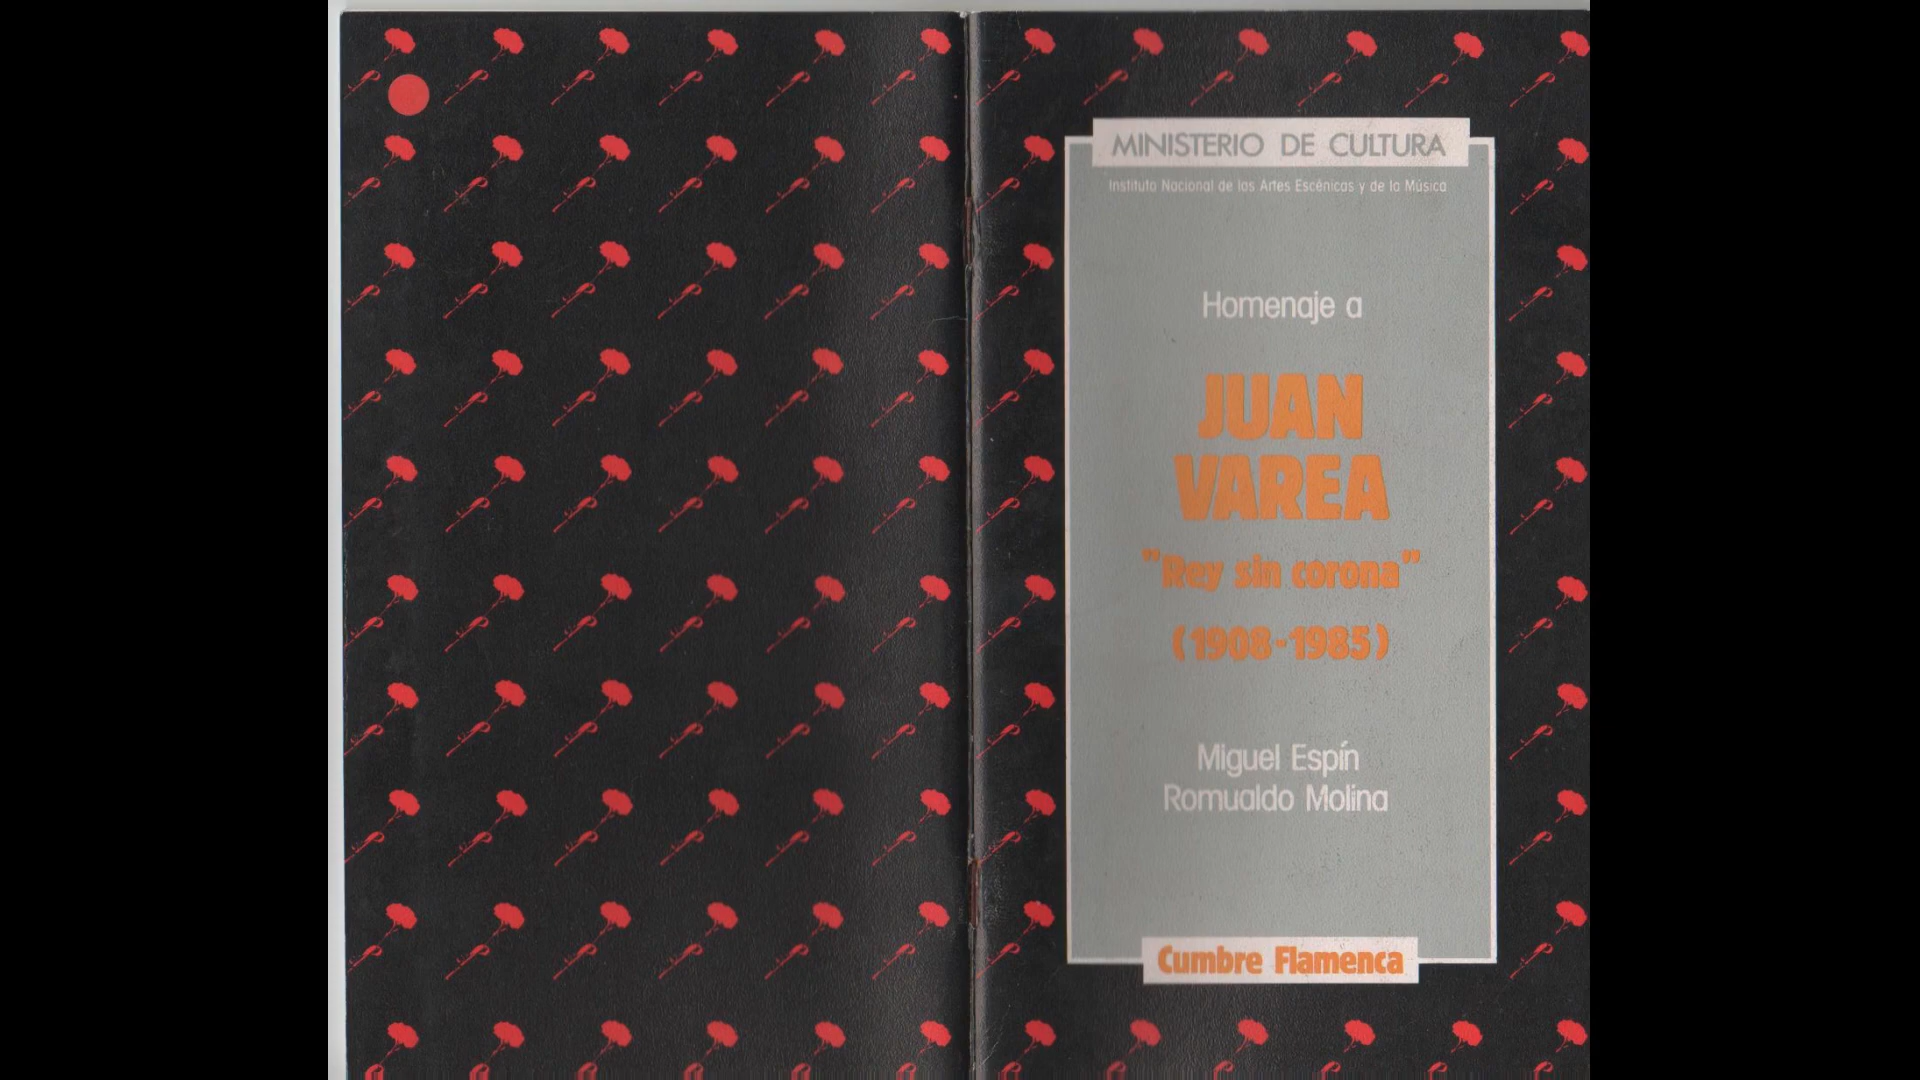 MINISTERIO DE CULTURA
Instituto Nacional de las Artes Escénicas y de la Música
Homenaje a
JUAN
VAREA
"Rey sin corona"
(1908-1985)
Miguel Espín
Romualdo Molina
Cumbre Flamenca